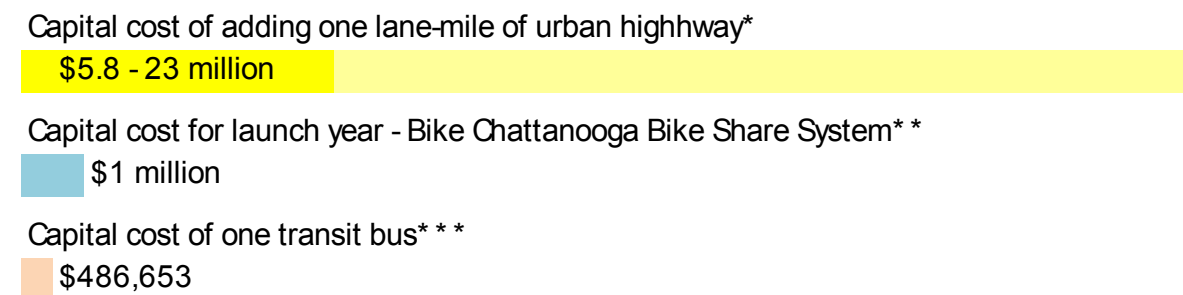 Capital cost of adding one lane-mile of urban highhway*
$5.8 - 23 million
Capital cost for launch year - Bike Chattanooga Bike Share System* *
$1 million
Capital cost of one transit bus* * *
$486,653